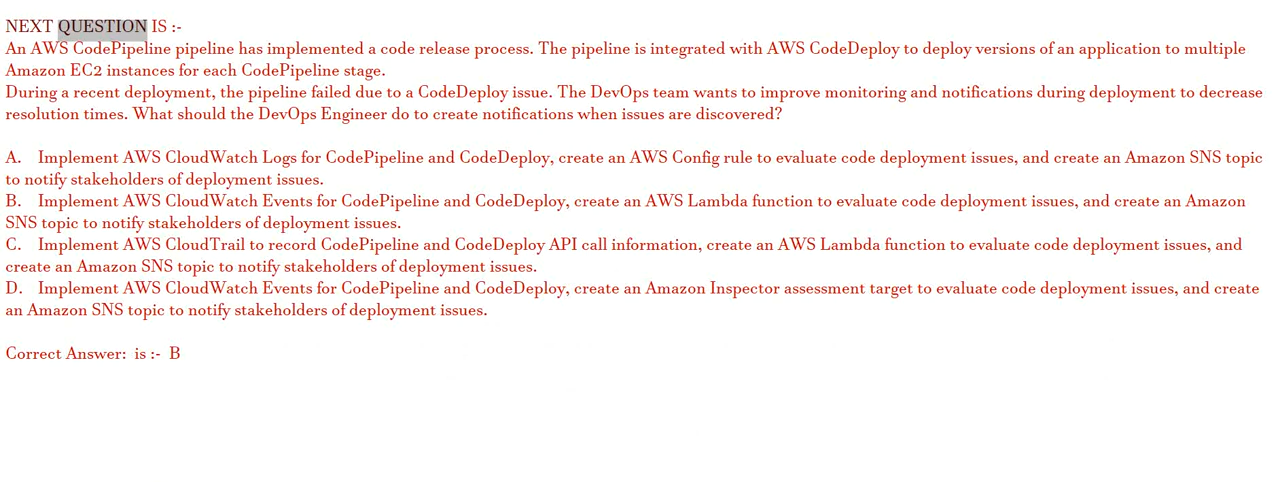 NEXT QUESTION IS :-
An AWS CodePipeline pipeline has implemented a code release process. The pipeline is integrated with AWS CodeDeploy to deploy versions of an application to multiple
Amazon EC2 instances for each CodePipeline stage.
During a recent deployment, the pipeline failed due to a CodeDeploy issue. The DevOps team wants to improve monitoring and notifications during deployment to decrease
resolution times. What should the DevOps Engineer do to create notifications when issues are discovered?
A. Implement AWS CloudWatch Logs for CodePipeline and CodeDeploy, create an AWS Config rule to evaluate code deployment issues, and create an Amazon SNS topic
to notify stakeholders of deployment issues.
B. Implement AWS CloudWatch Events for CodePipeline and CodeDeploy, create an AWS Lambda function to evaluate code deployment issues, and create an Amazon
SNS topic to notify stakeholders of deployment issues.
C. Implement AWS CloudTrail to record CodePipeline and CodeDeploy API call information, create an AWS Lambda function to evaluate code deployment issues, and
create an Amazon SNS topic to notify stakeholders of deployment issues.
D. Implement AWS CloudWatch Events for CodePipeline and CodeDeploy, create an Amazon Inspector assessment target to evaluate code deployment issues, and create
an Amazon SNS topic to notify stakeholders of deployment issues.
Correct Answer: is :- B